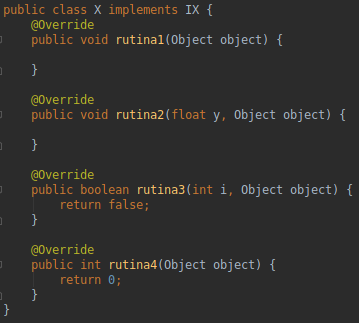 public class X implements IX {
@Override
public void rutina1(Object object) {
}
@Override
public void rutina2(float y, Object object) {
}
@Override
public boolean rutina3(int i, Object object) {
return false;
}
@Override
public int rutina4(Object object) {
return 0;
}
}